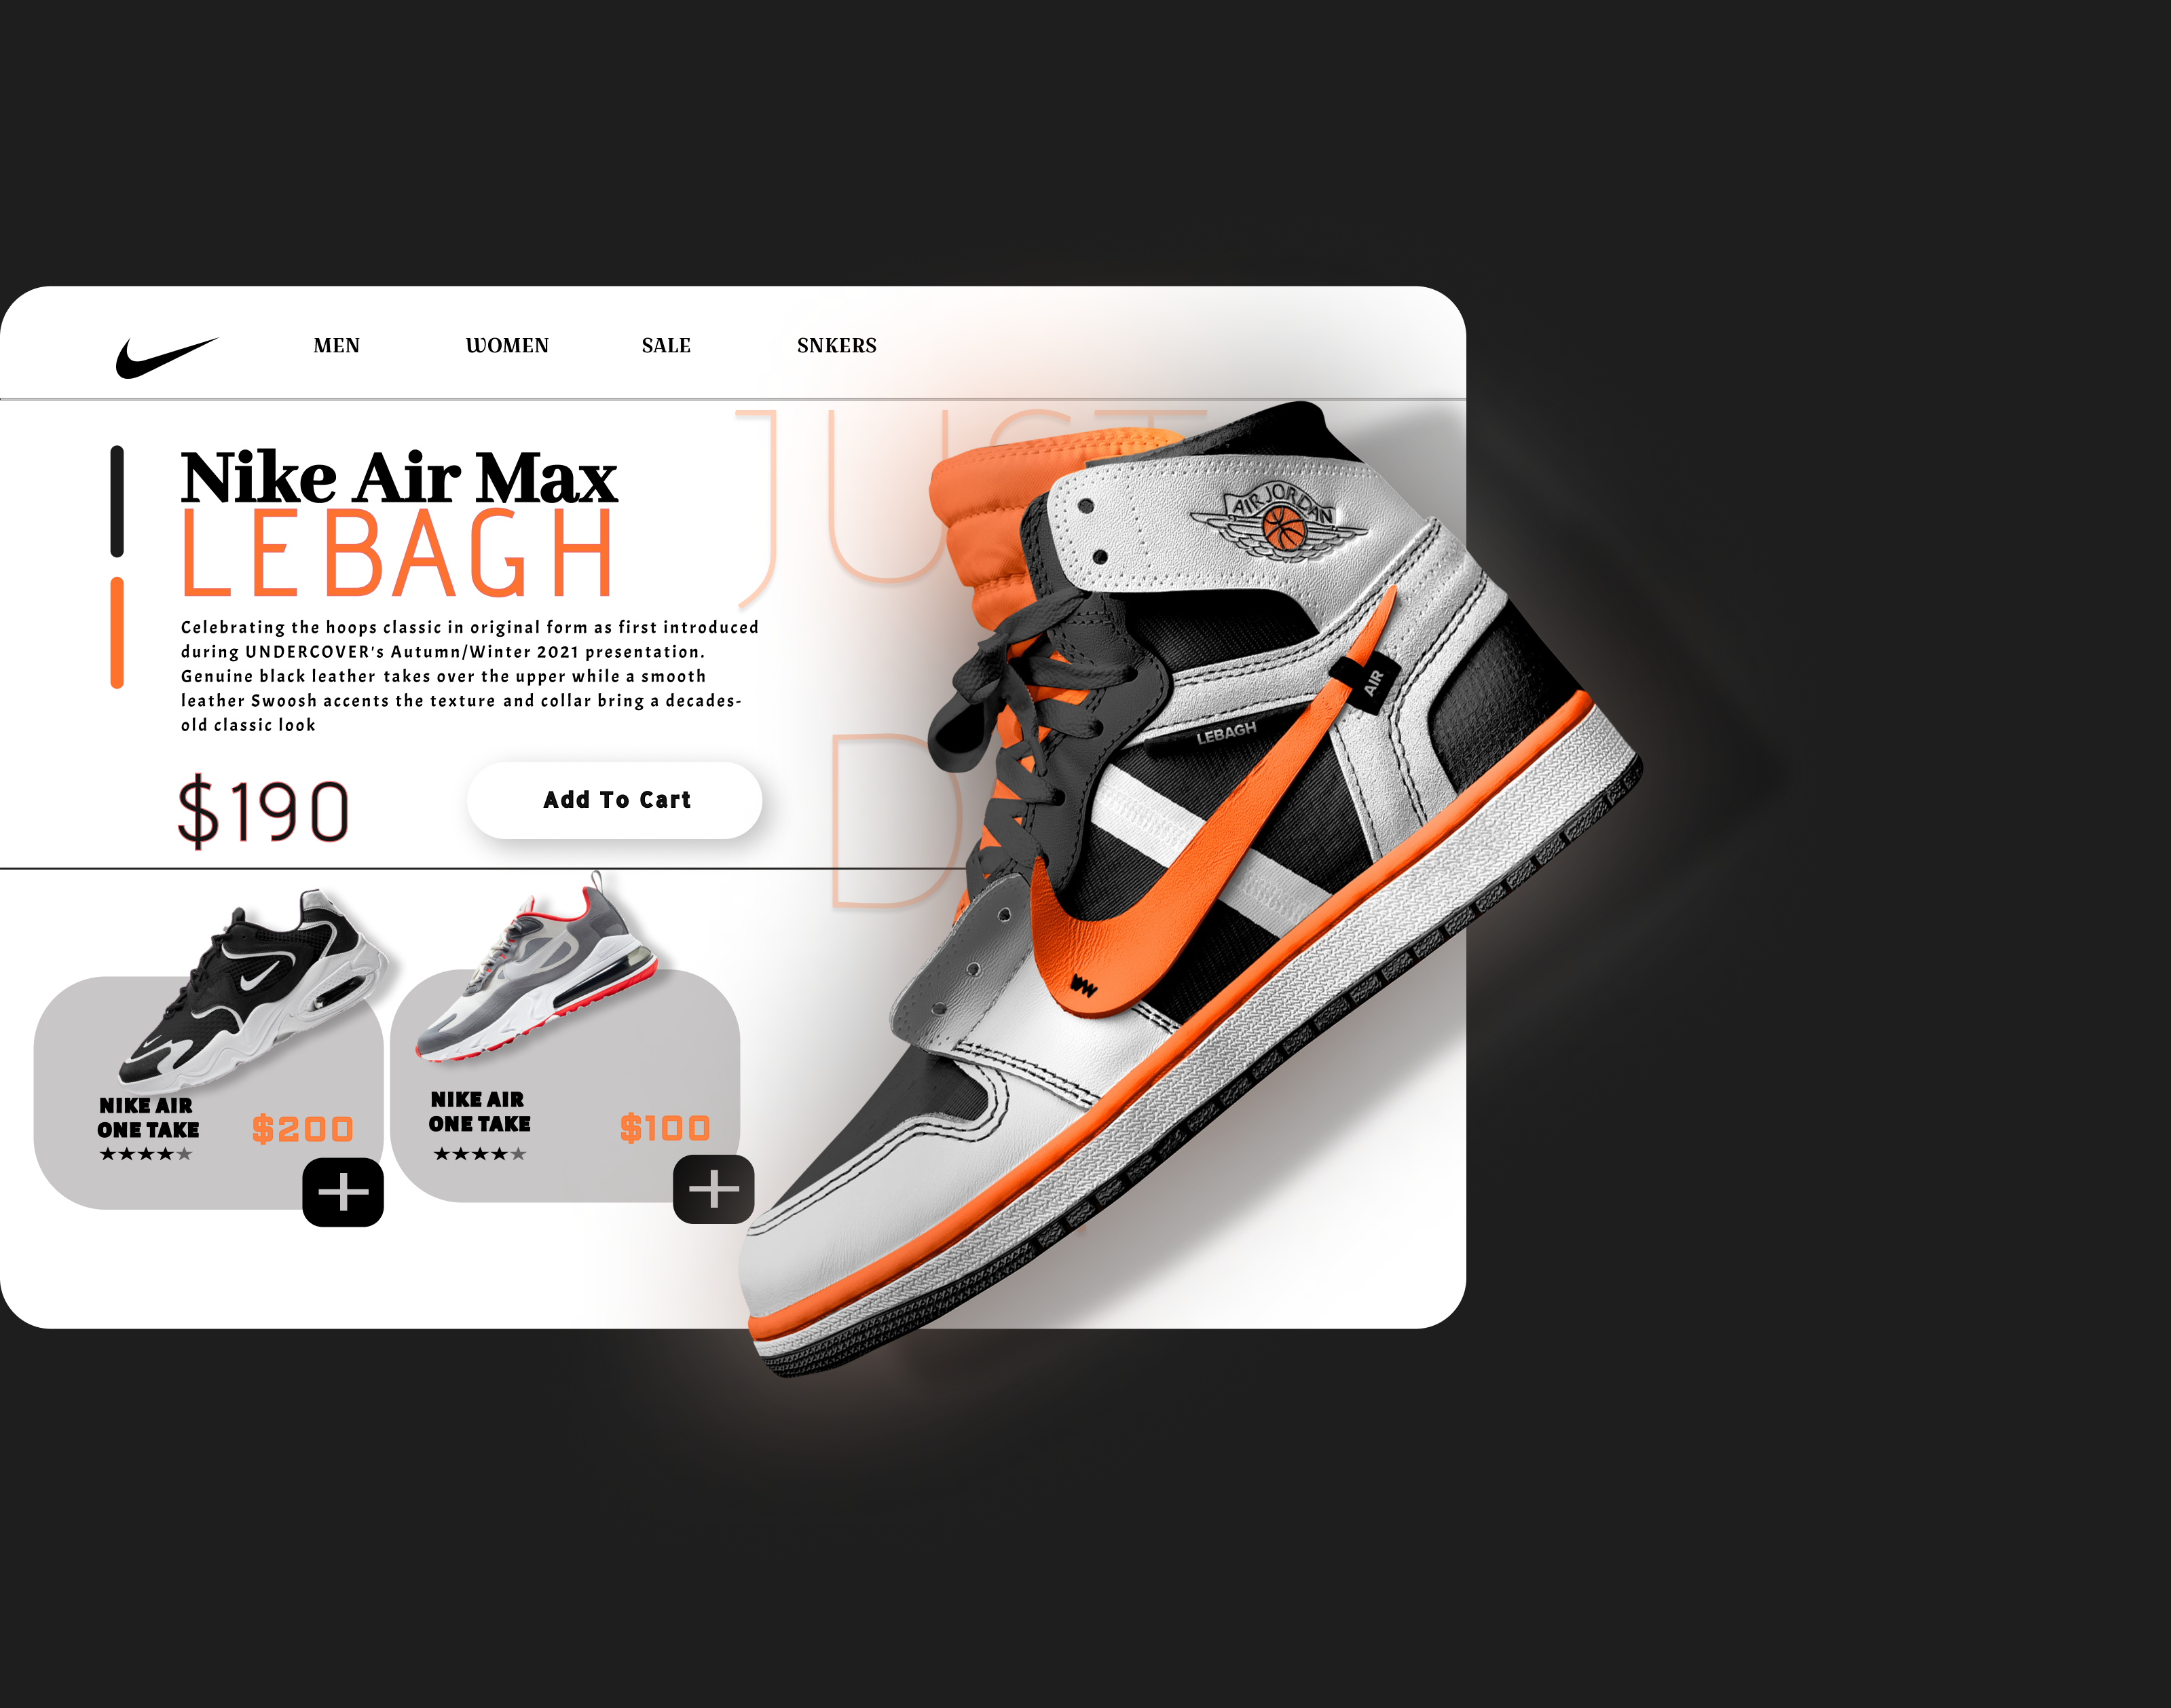 MEN WOMEN SALE SNKERS
JUST
Nike Air Max
LEBAGH
Celebrating the hoops classic in original form as first introduced
during UNDERCOVER's Autumn/Winter 2021 presentation.
Genuine black leather takes over the upper while a smooth
leather Swoosh accents the texture and collar bring a decades-
old classic look
$190
Add To Cart
D
AIR JORDAN
AIR
LEBAGH
NIKE AIR
ONE TAKE
$200
NIKE AIR
ONE TAKE
$100